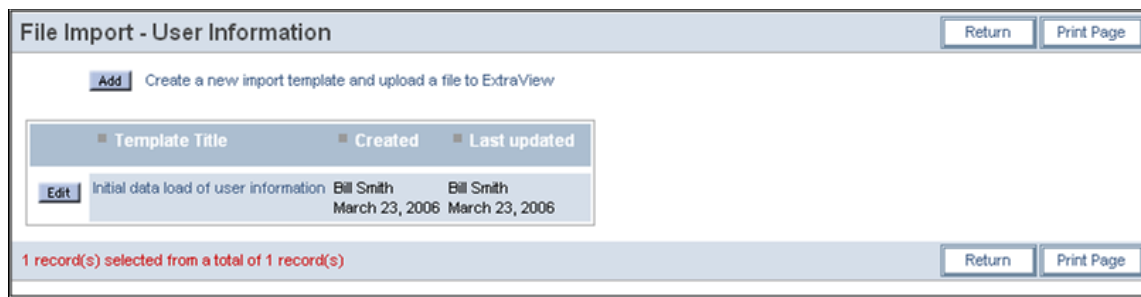 File Import - User Information
Return
Print Page
Add
Create a new import template and upload a file to ExtraView
Template Title
Created
Last updated
Edit
Initial data load of user information
Bill Smith
Bill Smith
March 23, 2006
March 23, 2006
1 record(s) selected from a total of 1 record(s)
Return
Print Page